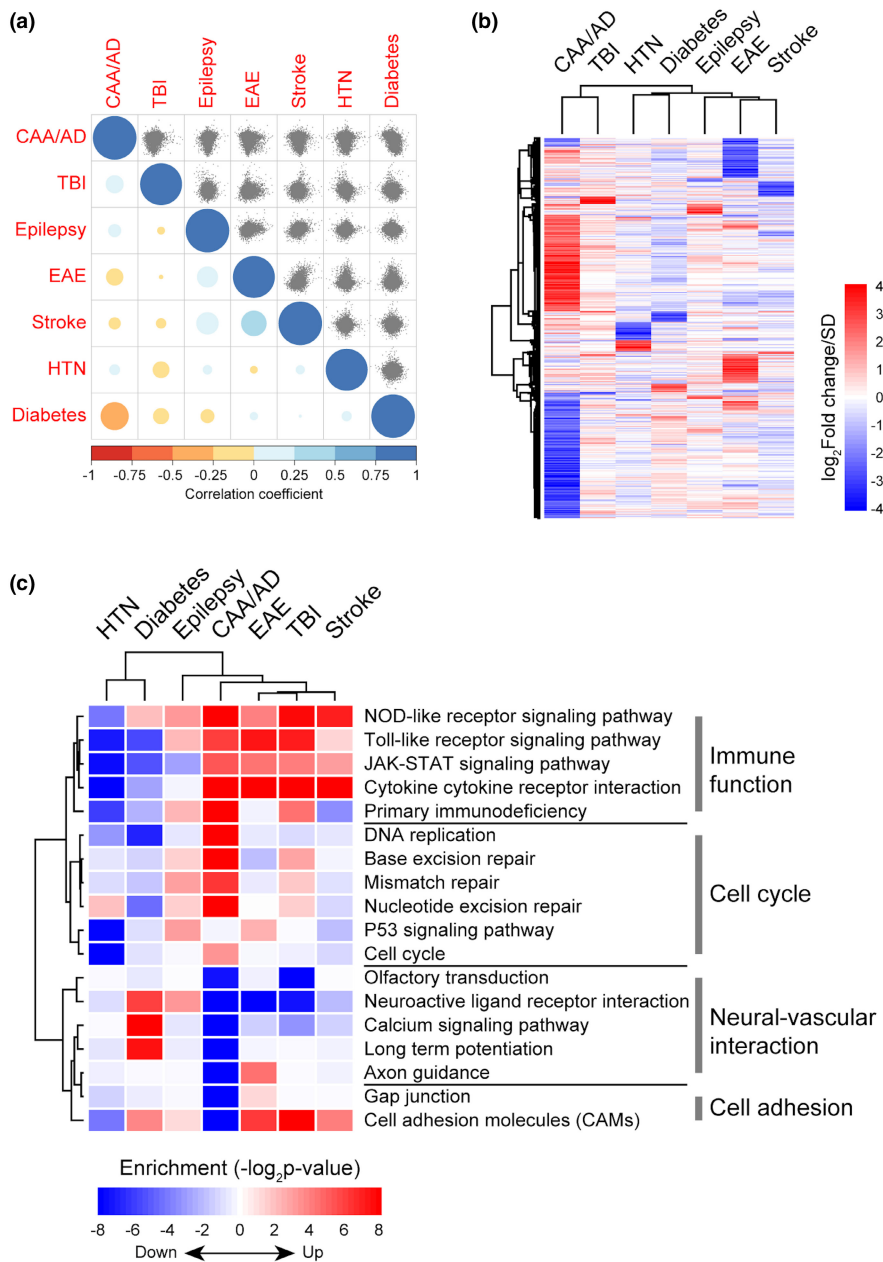 (a)
CAA/AD
TBI
Epilepsy
EAE
Stroke
HTN
Diabetes
CAA/AD
TBI
Epilepsy
EAE
Stroke
HTN
Diabetes
-1 -0.75 -0.5 -0.25 0 0.25 0.5 0.75 1
Correlation coefficient
(b)
CAA/AD
TBI
HTN
Diabetes
Epilepsy
EAE
Stroke
4
3
2
1
0
-1
-2
-3
-4
log2Fold change/SD
(c)
HTN
Diabetes
Epilepsy
CAA/AD
EAE
TBI
Stroke
NOD-like receptor signaling pathway
Toll-like receptor signaling pathway
JAK-STAT signaling pathway
Cytokine cytokine receptor interaction
Primary immunodeficiency
Immune
function
DNA replication
Base excision repair
Mismatch repair
Nucleotide excision repair
P53 signaling pathway
Cell cycle
Cell cycle
Olfactory transduction
Neuroactive ligand receptor interaction
Calcium signaling pathway
Long term potentiation
Axon guidance
Neural-vascular
interaction
Gap junction
Cell adhesion molecules (CAMs)
Cell adhesion
Enrichment (-log2p-value)
-8 -6 -4 -2 0 2 4 6 8
Down Up